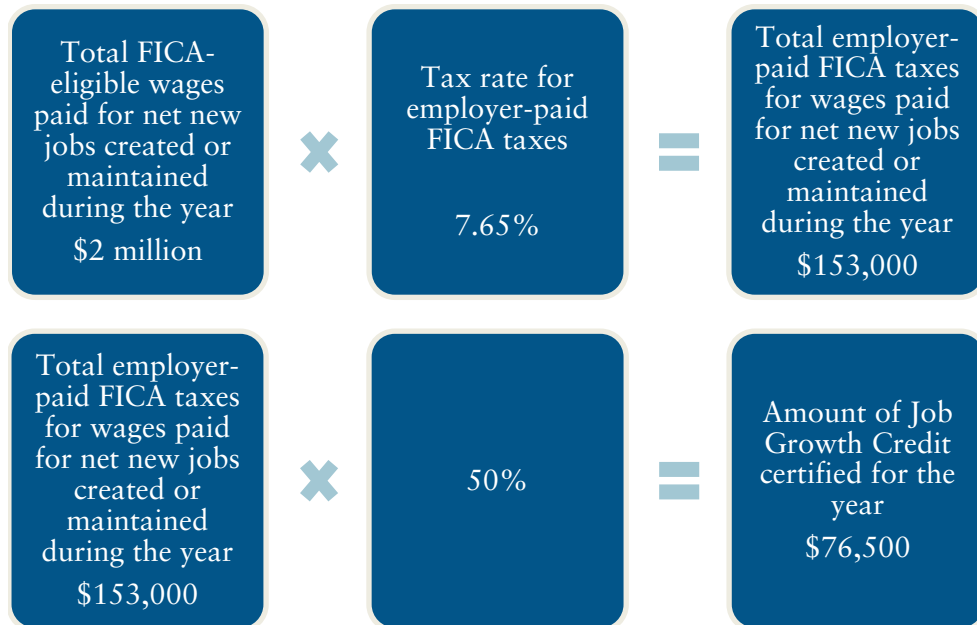 Total FICA-
eligible wages
paid for net new
jobs created or
maintained
during the year
$2 million
Tax rate for
employer-paid
FICA taxes
7.65%
Total employer-
paid FICA taxes
for wages paid
for net new jobs
created or
maintained
during the year
$153,000
Total employer-
paid FICA taxes
for wages paid
for net new jobs
created or
maintained
during the year
$153,000
50%
Amount of Job
Growth Credit
certified for the
year
$76,500